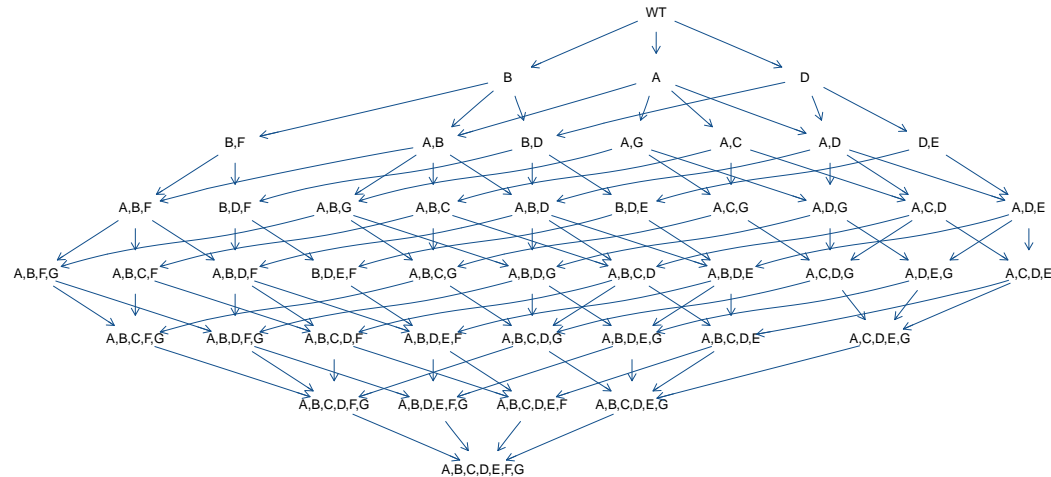 WT
B A D
B,F A,B B,D A,G A,C A,D D,E
A,B,F B,D,F A,B,G A,B,C A,B,D B,D,E A,C,G A,D,G A,C,D A,D,E
A,B,F,G A,B,C,F A,B,D,F B,D,E,F A,B,C,G A,B,D,G A,B,C,D A,B,D,E A,C,D,G A,D,E,G A,C,D,E
A,B,C,F,G A,B,D,F,G A,B,C,D,F A,B,D,E,F A,B,C,D,G A,B,D,E,G A,B,C,D,E A,C,D,E,G
A,B,C,D,F,G A,B,D,E,F,G A,B,C,D,E,F A,B,C,D,E,G
A,B,C,D,E,F,G